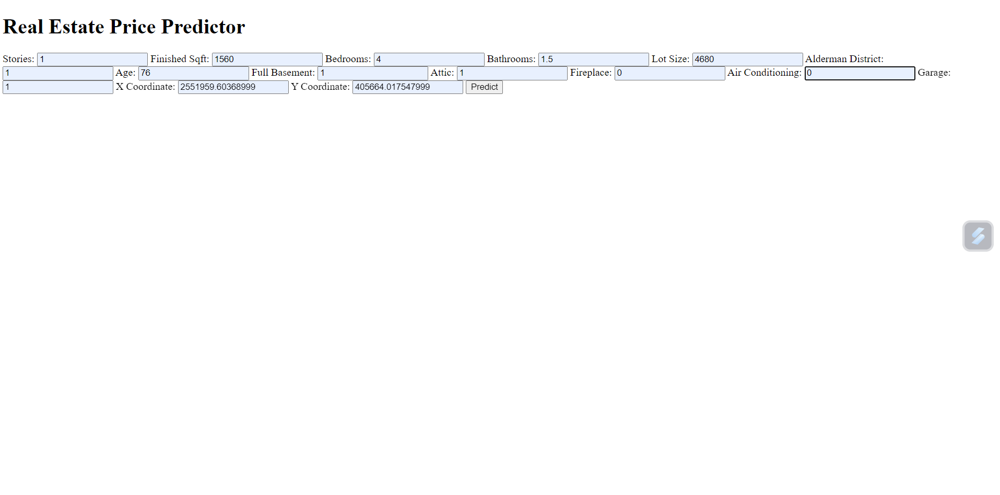 Real Estate Price Predictor
Stories: 1 Finished Sqft: 1560 Bedrooms: 4 Bathrooms: 1.5 Lot Size: 4680 Alderman District:
1 Age: 76 Full Basement: 1 Attic: 1 Fireplace: 0 Air Conditioning: 0 Garage:
1 X Coordinate: 2551959.60368999 Y Coordinate: 405664.017547999 Predict